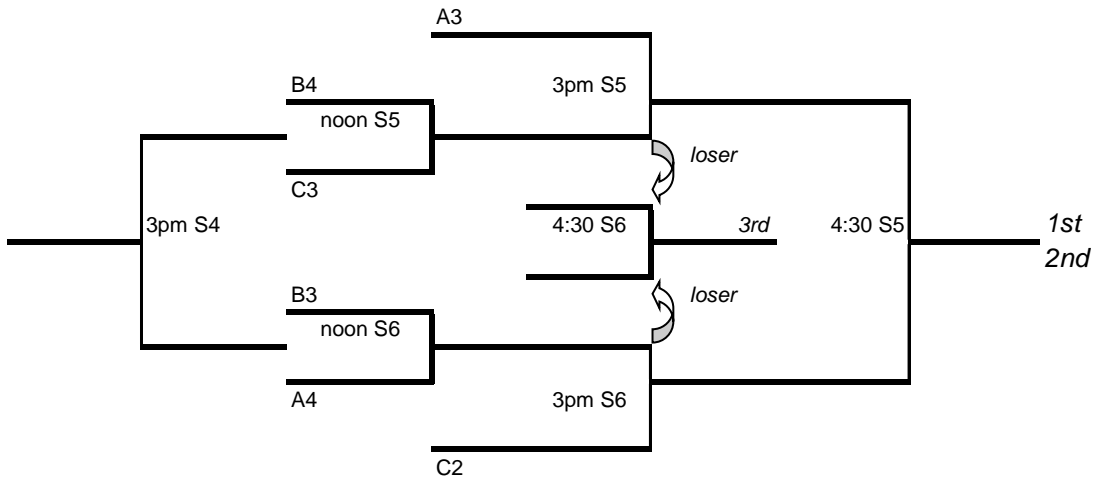 A3
B4
3pm S5
noon S5
loser
C3
3pm S4
4:30 S6
3rd
4:30 S5
1st
2nd
B3
loser
noon S6
A4
3pm S6
C2